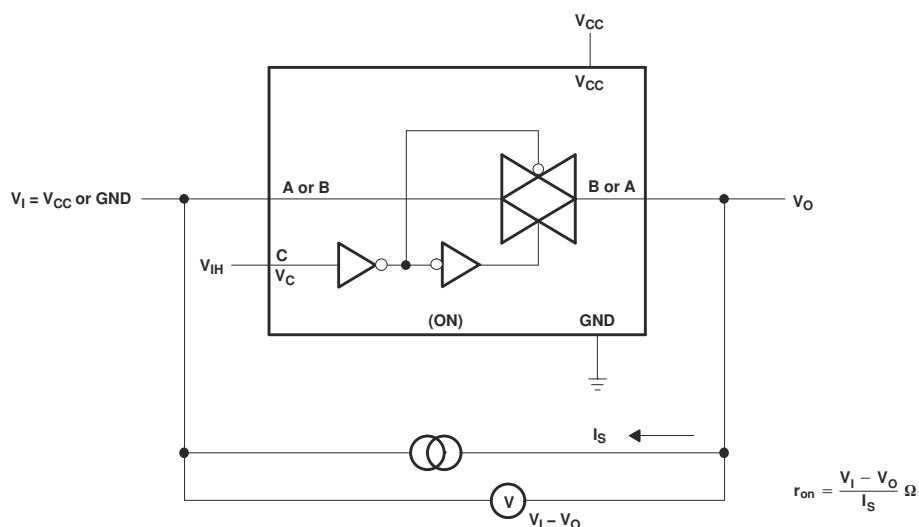 VCC
VCC
VI = VCC or GND
A or B
B or A
VO
VIH
C
VC
(ON)
GND
IS
V
VI – VO
ron = VI – VO / IS Ω